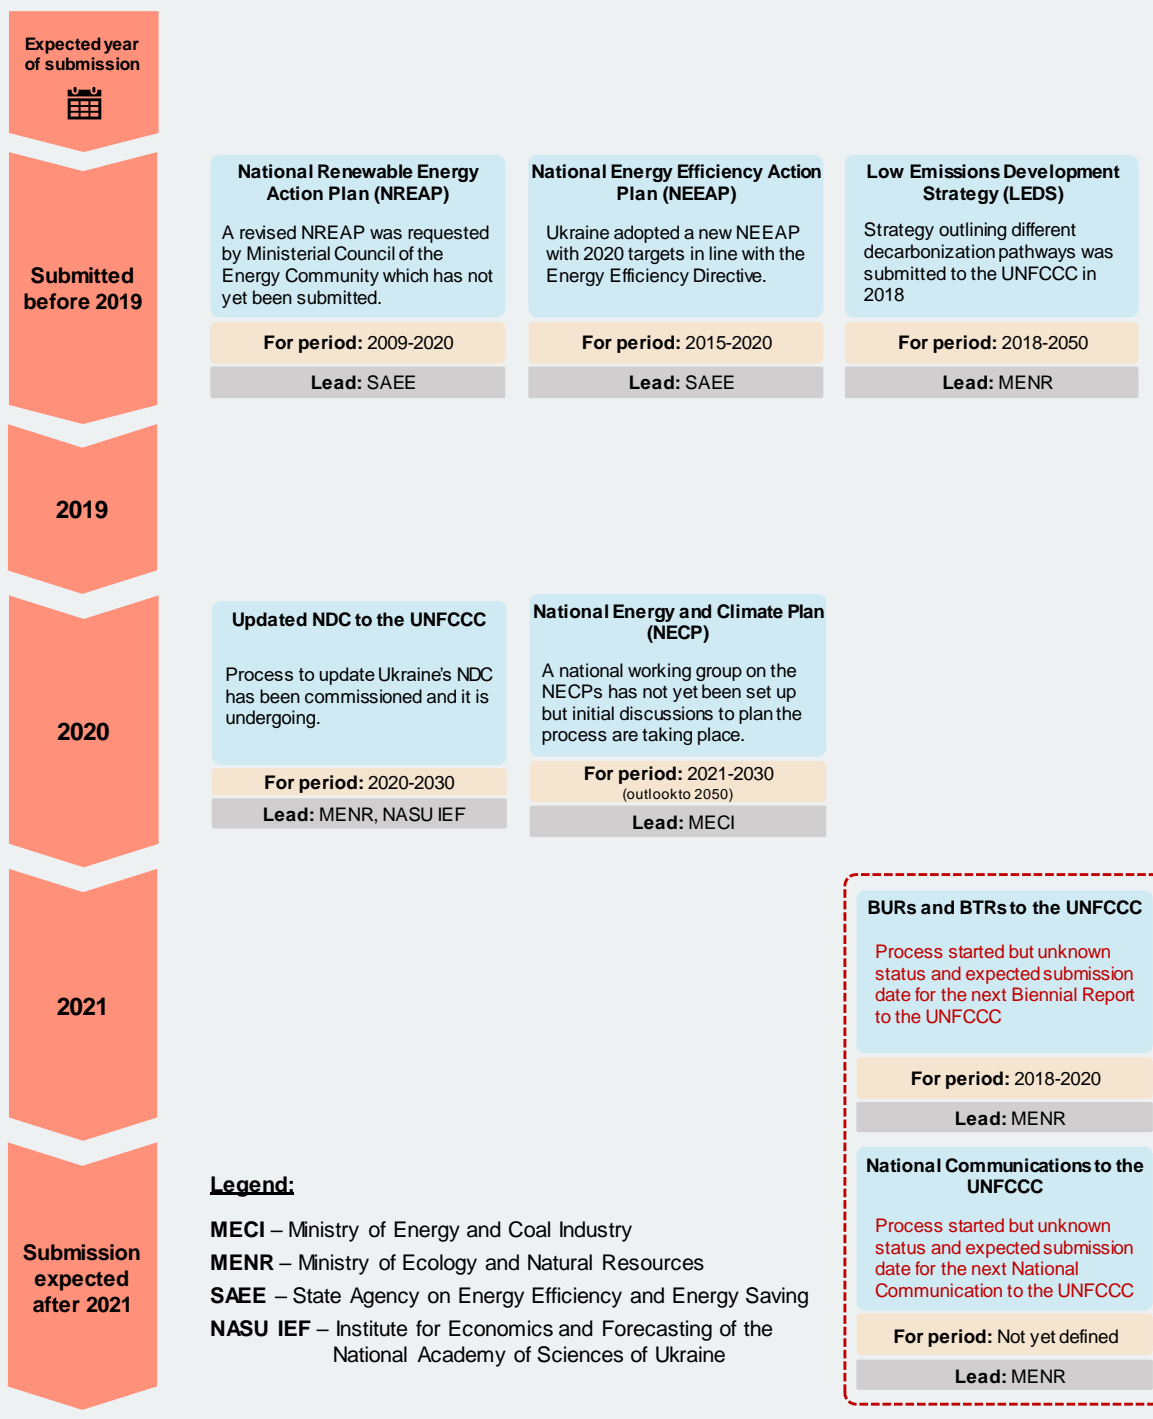 Expected year
of submission
Submitted
before 2019
National Renewable Energy
Action Plan (NREAP)
A revised NREAP was requested
by Ministerial Council of the
Energy Community which has not
yet been submitted.
For period: 2009-2020
Lead: SAEE
National Energy Efficiency Action
Plan (NEEAP)
Ukraine adopted a new NEEAP
with 2020 targets in line with the
Energy Efficiency Directive.
For period: 2015-2020
Lead: SAEE
Low Emissions Development
Strategy (LEDS)
Strategy outlining different
decarbonization pathways was
submitted to the UNFCCC in
2018
For period: 2018-2050
Lead: MENR
2019
2020
Updated NDC to the UNFCCC
Process to update Ukraine's NDC
has been commissioned and it is
undergoing.
For period: 2020-2030
Lead: MENR, NASU IEF
National Energy and Climate Plan
(NECP)
A national working group on the
NECPs has not yet been set up
but initial discussions to plan the
process are taking place.
For period: 2021-2030
(outlookto 2050)
Lead: MECI
2021
BURs and BTRs to the UNFCCC
Process started but unknown
status and expected submission
date for the next Biennial Report
to the UNFCCC
For period: 2018-2020
Lead: MENR
Submission
expected
after 2021
National Communications to the
UNFCCC
Process started but unknown
status and expected submission
date for the next National
Communication to the UNFCCC
For period: Not yet defined
Lead: MENR
Legend:
MECI – Ministry of Energy and Coal Industry
MENR – Ministry of Ecology and Natural Resources
SAEE – State Agency on Energy Efficiency and Energy Saving
NASU IEF – Institute for Economics and Forecasting of the
National Academy of Sciences of Ukraine